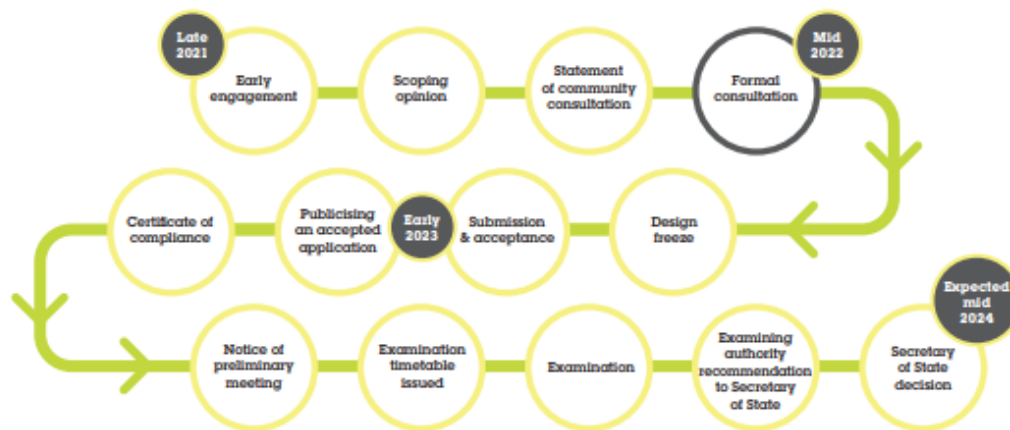 Late
2021
Early
engagement
Scoping
opinion
Statement
of community
consultation
Formal
consultation
Mid
2022
Design
freeze
Submission
& acceptance
Early
2023
Publicising
an accepted
application
Certificate of
compliance
Notice of
preliminary
meeting
Examination
timetable
issued
Examination
Examining
authority
recommendation
to Secretary
of State
Secretary
of State
decision
Expected
mid
2024